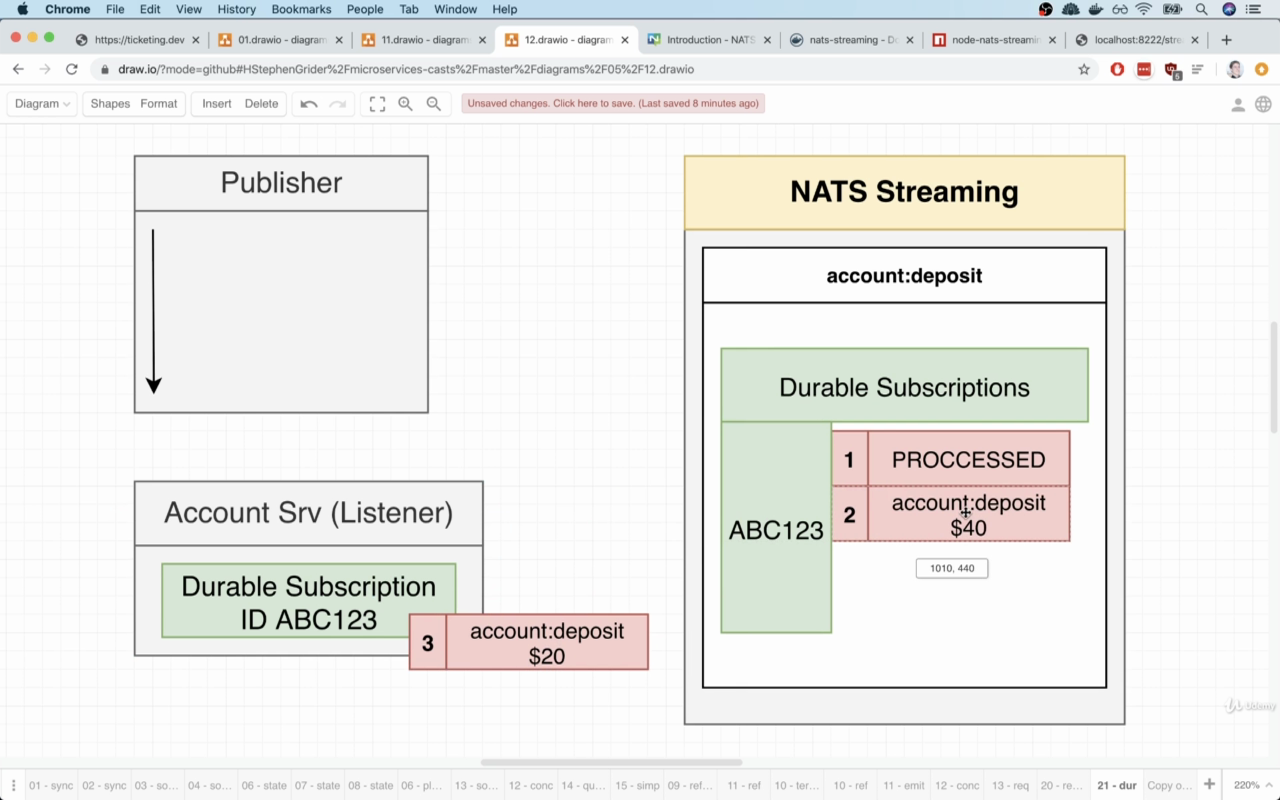 Chrome File Edit View History Bookmarks People Tab Window Help
https://ticketing.dev
01.drawio - diagram
11.drawio - diagram
12.drawio - diagram
Introduction - NATS
nats-streaming - Do
node-nats-streamin
localhost:8222/stre
draw.io/?mode=github#HStephenGrider%2Fmicroservices-casts%2Fmaster%2Fdiagrams%2F05%2F12.drawio
Diagram Shapes Format Insert Delete Unsaved changes. Click here to save. (Last saved 8 minutes ago)
Publisher
NATS Streaming
account:deposit
Durable Subscriptions
ABC123
1 PROCCESSED
2 account:deposit
$40
1010, 440
Account Srv (Listener)
Durable Subscription
ID ABC123
3 account:deposit
$20
Udemy
01 - sync 02 - sync 03 - so... 04 - so... 06 - state 07 - state 08 - state 06 - pl... 13 - so... 12 - conc 14 - qu... 15 - simp 09 - ref... 11 - ref 10 - ter... 10 - ref 11 - emit 12 - conc 13 - req 20 - re... 21 - dur Copy o... 220%